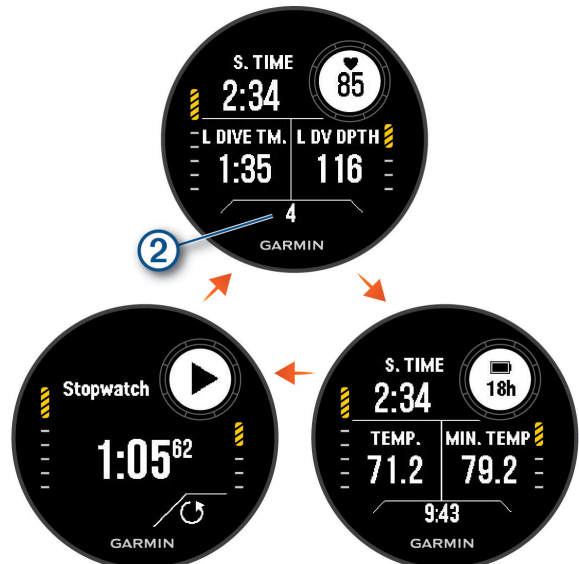 S. TIME
85
2:34
L DIVE TM. L DV DPTH
1:35 116
4
GARMIN
2
Stopwatch
1:05 62
GARMIN
S. TIME
18h
2:34
TEMP. MIN. TEMP
71.2 79.2
9:43
GARMIN